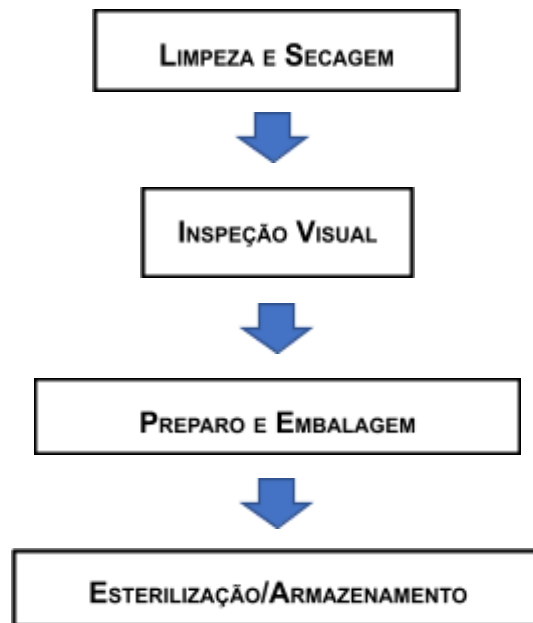 LIMPEZA E SECAGEM
INSPEÇÃO VISUAL
PREPARO E EMBALAGEM
ESTERILIZAÇÃO/ARMAZENAMENTO